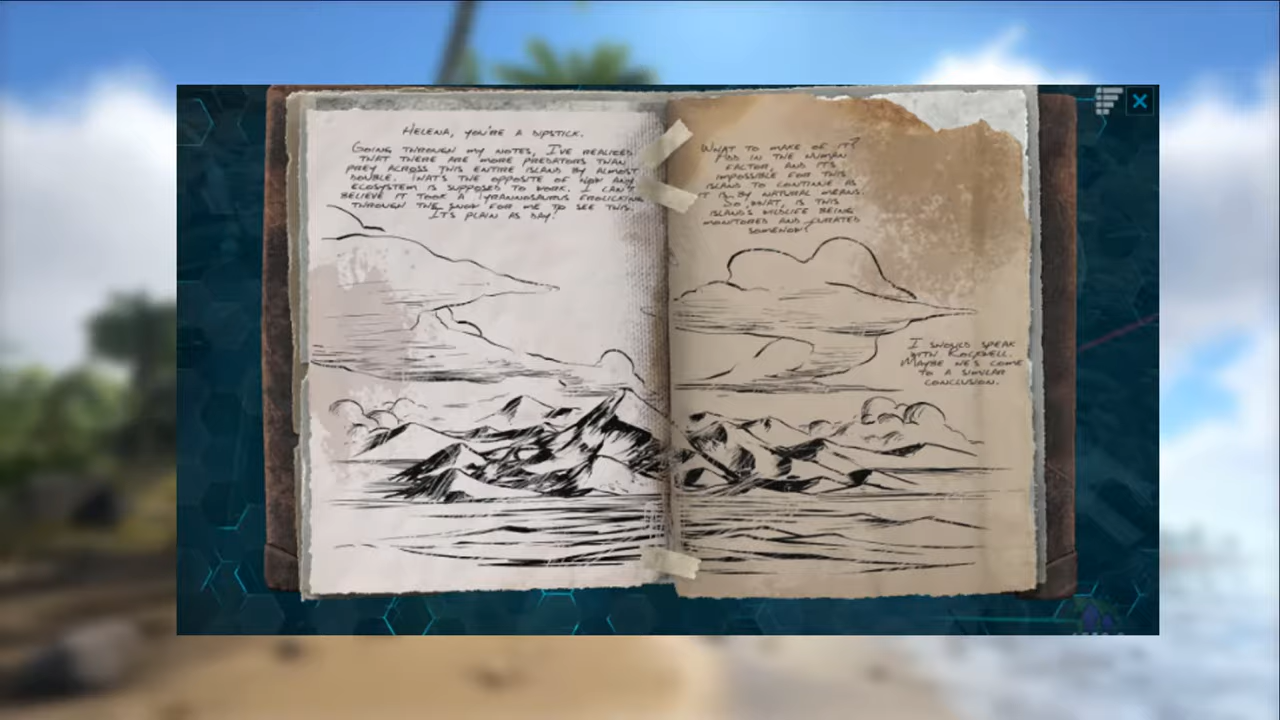 HELENA, YOU'RE A DIPSTICK.
GOING THROUGH MY NOTES, I'VE REALIZED
THAT THERE ARE MORE PREDATORS THAN
PREY ACROSS THIS ENTIRE ISLAND BY ALMOST
DOUBLE. THAT'S THE OPPOSITE OF HOW ANY
ECOSYSTEM IS SUPPOSED TO WORK. I CAN'T
BELIEVE IT TOOK A TYRANNOSAURUS FROLICKING
THROUGH THE SNOW FOR ME TO SEE THIS.
IT'S PLAIN AS DAY!
WHAT TO MAKE OF IT?
ADD IN THE HUMAN
FACTOR, AND IT'S
IMPOSSIBLE FOR THIS
ISLAND TO CONTINUE AS
IT IS BY NATURAL MEANS.
SO WHAT, IS THIS
ISLAND'S WILDLIFE BEING
MONITORED AND CURATED
SOMEHOW?
I SHOULD SPEAK
WITH ROCKWELL.
MAYBE HE'S COME
TO A SIMILAR
CONCLUSION.